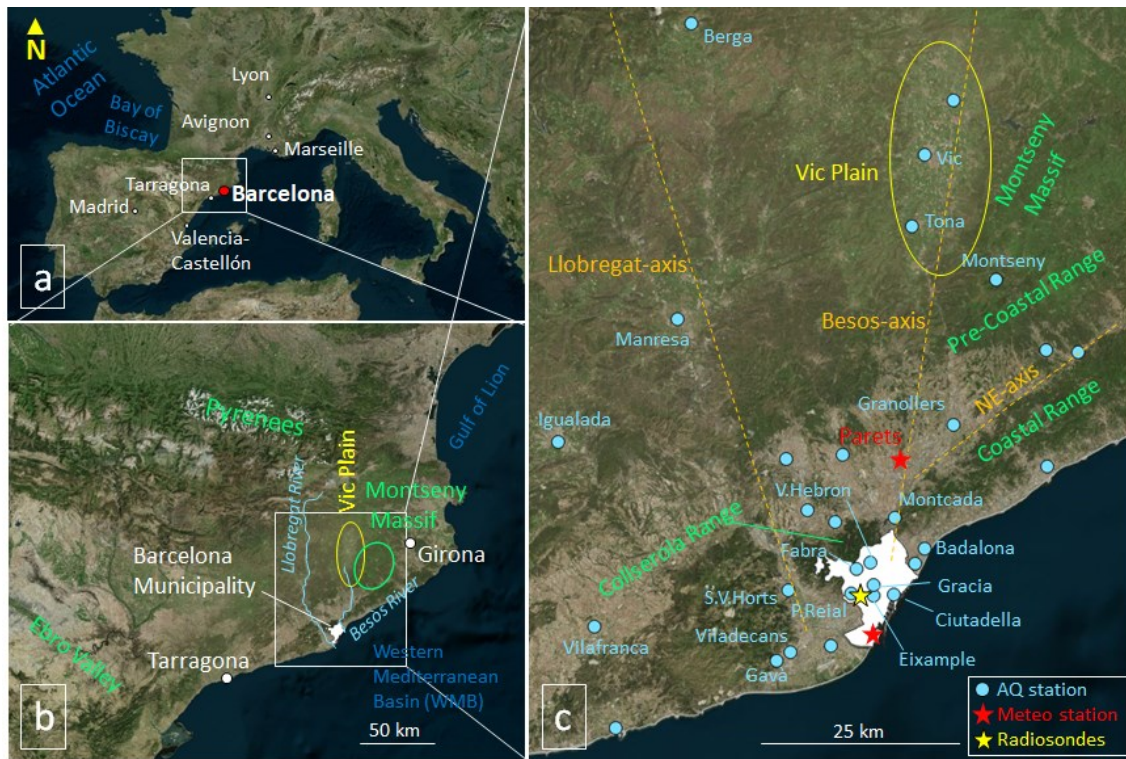 N
Atlantic
Ocean
Bay of
Biscay
Lyon
Avignon
Marseille
Tarragona
Barcelona
Madrid
Valencia-
Castellón
a
Pyrenees
Gulf of Lion
Llobregat River
Vic Plain
Montseny
Massif
Barcelona
Municipality
Girona
Besòs River
Ebro Valley
Tarragona
Western
Mediterranean
Basin (WMB)
b
50 km
Berga
Vic Plain
Vic
Montseny
Massif
Tona
Llobregat-axis
Montseny
Besos-axis
Pre-Coastal Range
Manresa
NE-axis
Granollers
Coastal Range
Igualada
Parets
V.Hebron
Montcada
Collserola Range
Fabra
Badalona
Gracia
S.V.Horts
P.Reial
Ciutadella
Viladecans
Vilafranca
Eixample
Gava
c
25 km
AQ station
Meteo station
Radiosondes